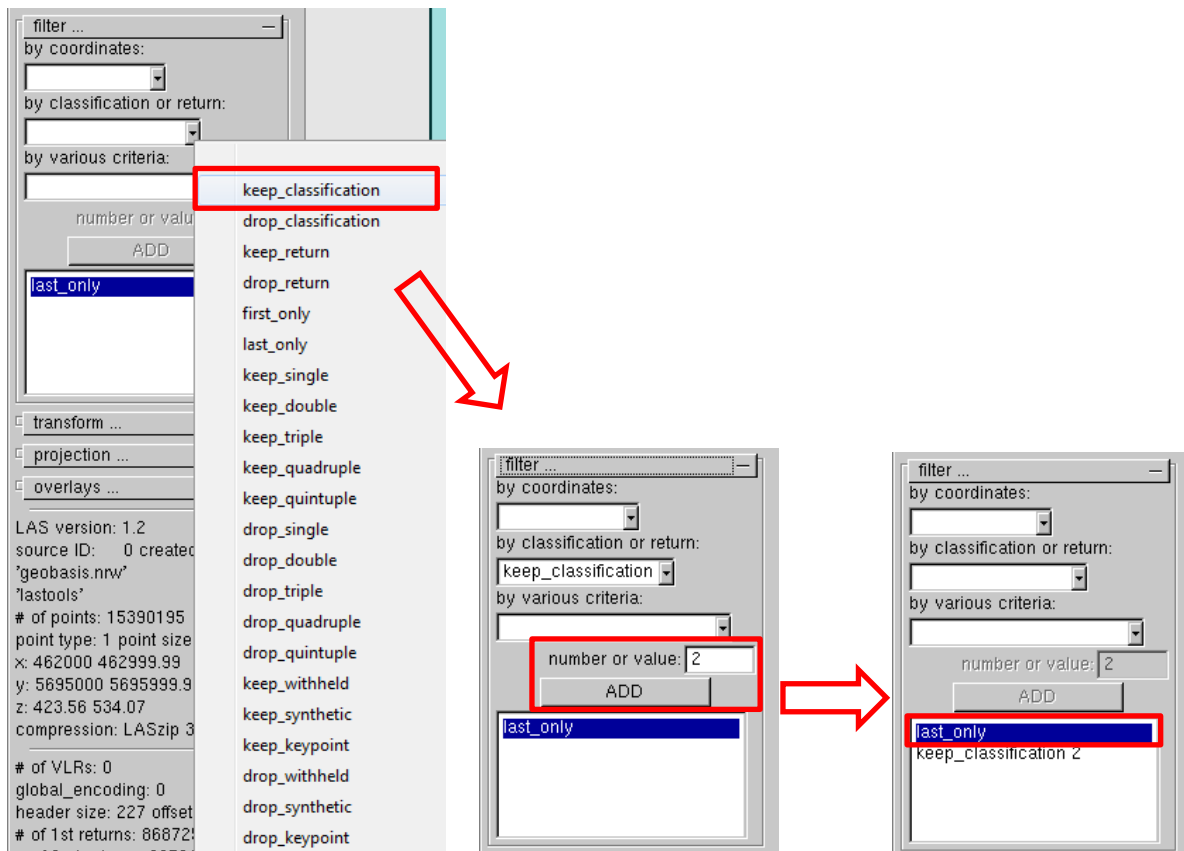 filter ...
by coordinates:
by classification or return:
by various criteria:
number or valu
ADD
last_only
transform ...
projection ...
overlays ...
LAS version: 1.2
source ID: 0 created
'geobasis.nrw'
'lastools'
# of points: 15390195
point type: 1 point size
x: 462000 462999.99
y: 5695000 5695999.9
z: 423.56 534.07
compression: LASzip 3
# of VLRs: 0
global_encoding: 0
header size: 227 offset
# of 1st returns: 86872
keep_classification
drop_classification
keep_return
drop_return
first_only
last_only
keep_single
keep_double
keep_triple
keep_quadruple
keep_quintuple
drop_single
drop_double
drop_triple
drop_quadruple
drop_quintuple
keep_withheld
keep_synthetic
keep_keypoint
drop_withheld
drop_synthetic
drop_keypoint
filter ...
by coordinates:
by classification or return:
keep_classification
by various criteria:
number or value: 2
ADD
last_only
filter ...
by coordinates:
by classification or return:
by various criteria:
number or value: 2
ADD
last_only
keep_classification 2